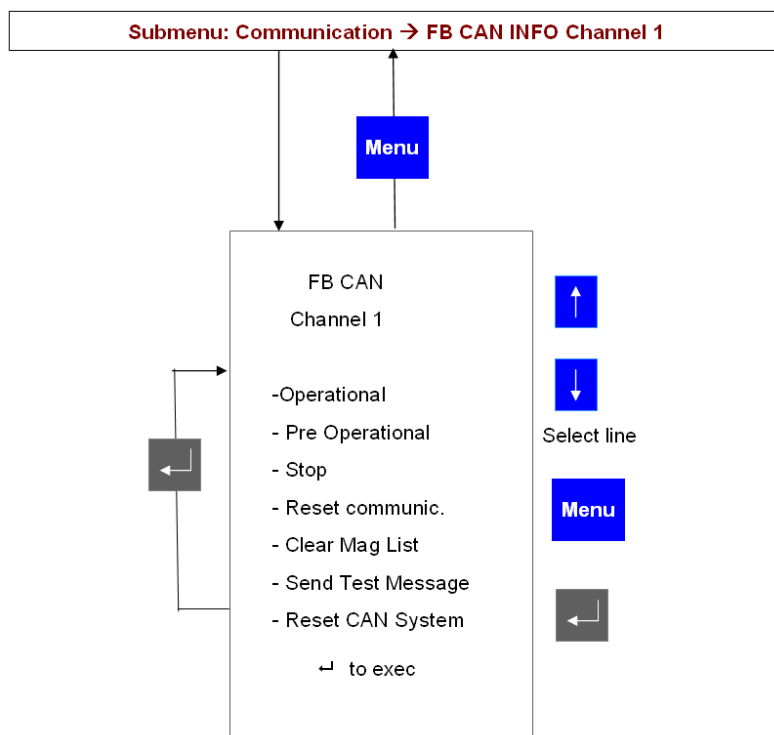 Submenu: Communication → FB CAN INFO Channel 1
Menu
FB CAN
Channel 1
-Operational
- Pre Operational
Select line
- Stop
- Reset communic.
Menu
- Clear Mag List
- Send Test Message
- Reset CAN System
↵ to exec